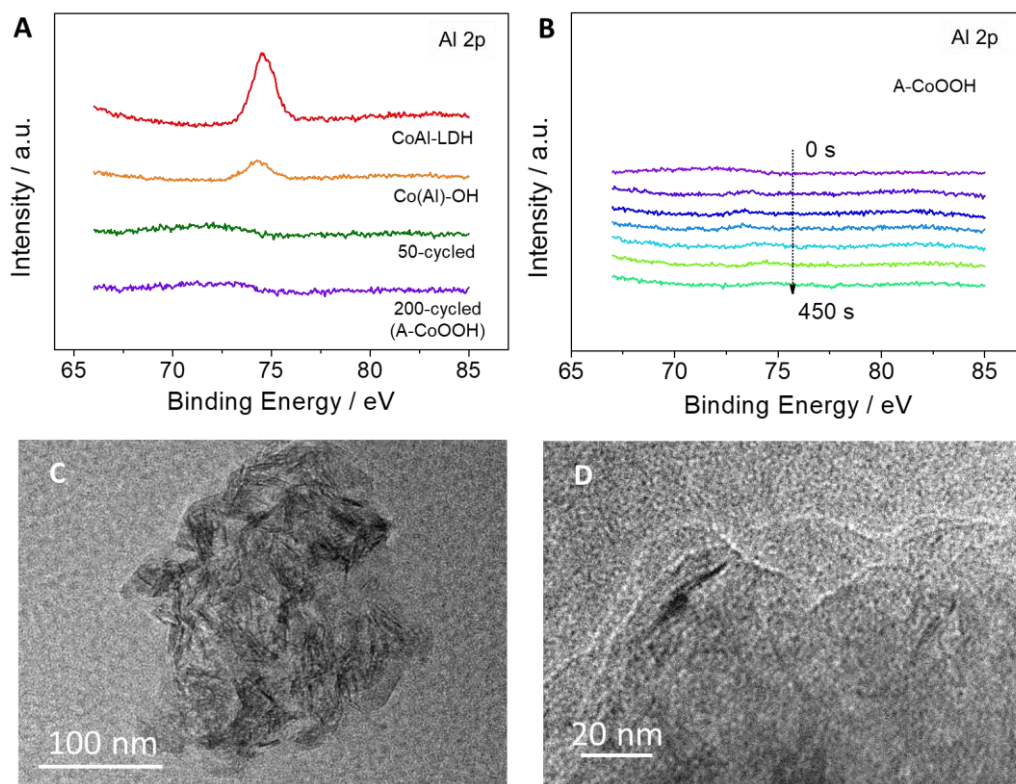 A
Al 2p
CoAl-LDH
Co(Al)-OH
50-cycled
200-cycled
(A-CoOOH)
Intensity / a.u.
65 70 75 80 85
Binding Energy / eV
B
Al 2p
A-CoOOH
0 s
450 s
Intensity / a.u.
65 70 75 80 85
Binding Energy / eV
C
100 nm
D
20 nm